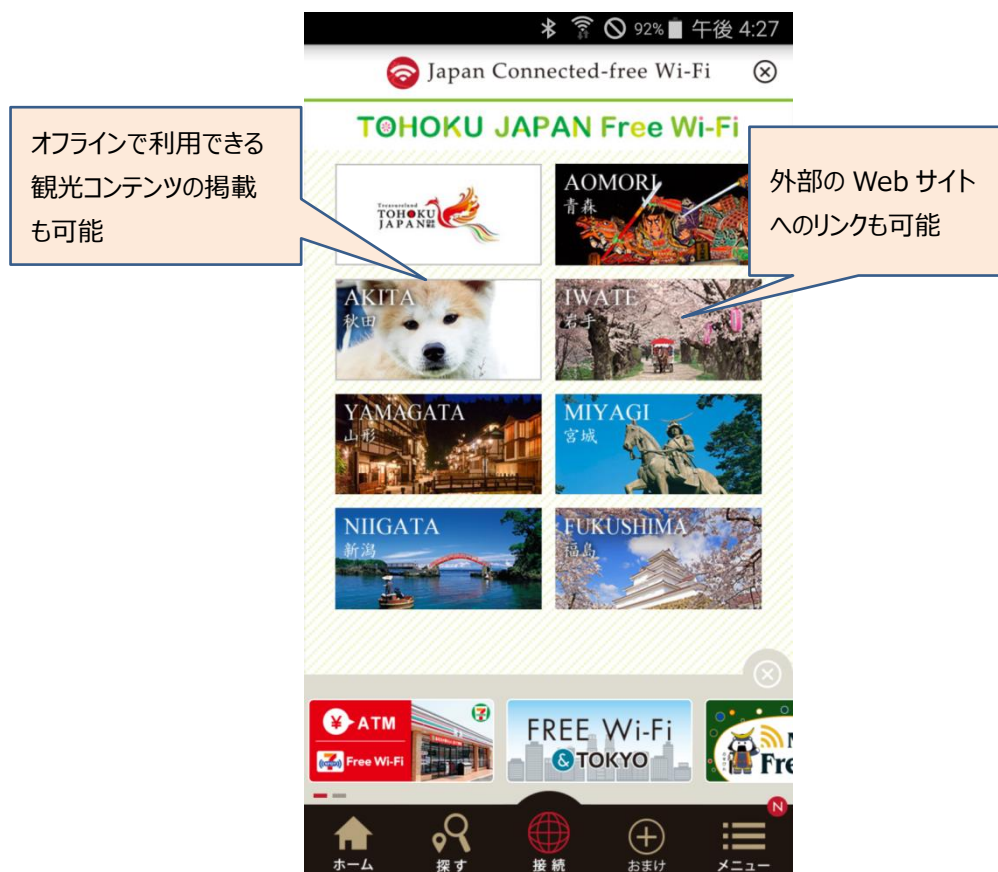 92% 午後 4:27
Japan Connected-free Wi-Fi
TOHOKU JAPAN Free Wi-Fi
オフラインで利用できる
観光コンテンツの掲載
も可能
外部の Web サイト
へのリンクも可能
Treasureland
TOHOKU
JAPAN
AOMORI
青森
AKITA
秋田
IWATE
岩手
YAMAGATA
山形
MIYAGI
宮城
NIIGATA
新潟
FUKUSHIMA
福島
¥ ATM
Free Wi-Fi
FREE Wi-Fi
& TOKYO
Fre
N
ホーム
探す
接続
おまけ
メニュー